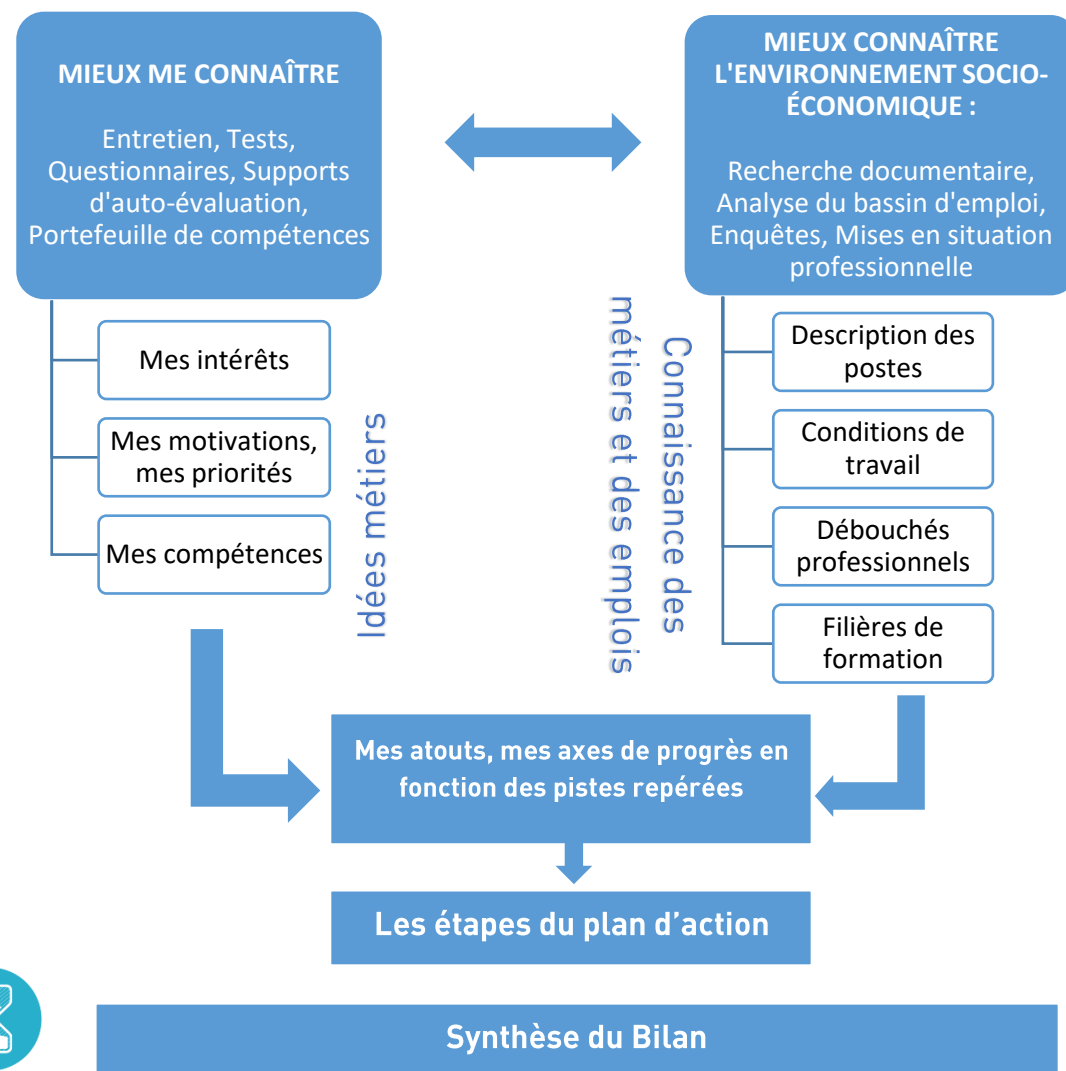 MIEUX ME CONNAÎTRE
Entretien, Tests,
Questionnaires, Supports
d'auto-évaluation,
Portefeuille de compétences
Mes intérêts
Mes motivations,
mes priorités
Mes compétences
Idées métiers
MIEUX CONNAÎTRE
L'ENVIRONNEMENT SOCIO-
ÉCONOMIQUE :
Recherche documentaire,
Analyse du bassin d'emploi,
Enquêtes, Mises en situation
professionnelle
Connaissance des
métiers et des emplois
Description des
postes
Conditions de
travail
Débouchés
professionnels
Filières de
formation
Mes atouts, mes axes de progrès en
fonction des pistes repérées
Les étapes du plan d’action
Synthèse du Bilan